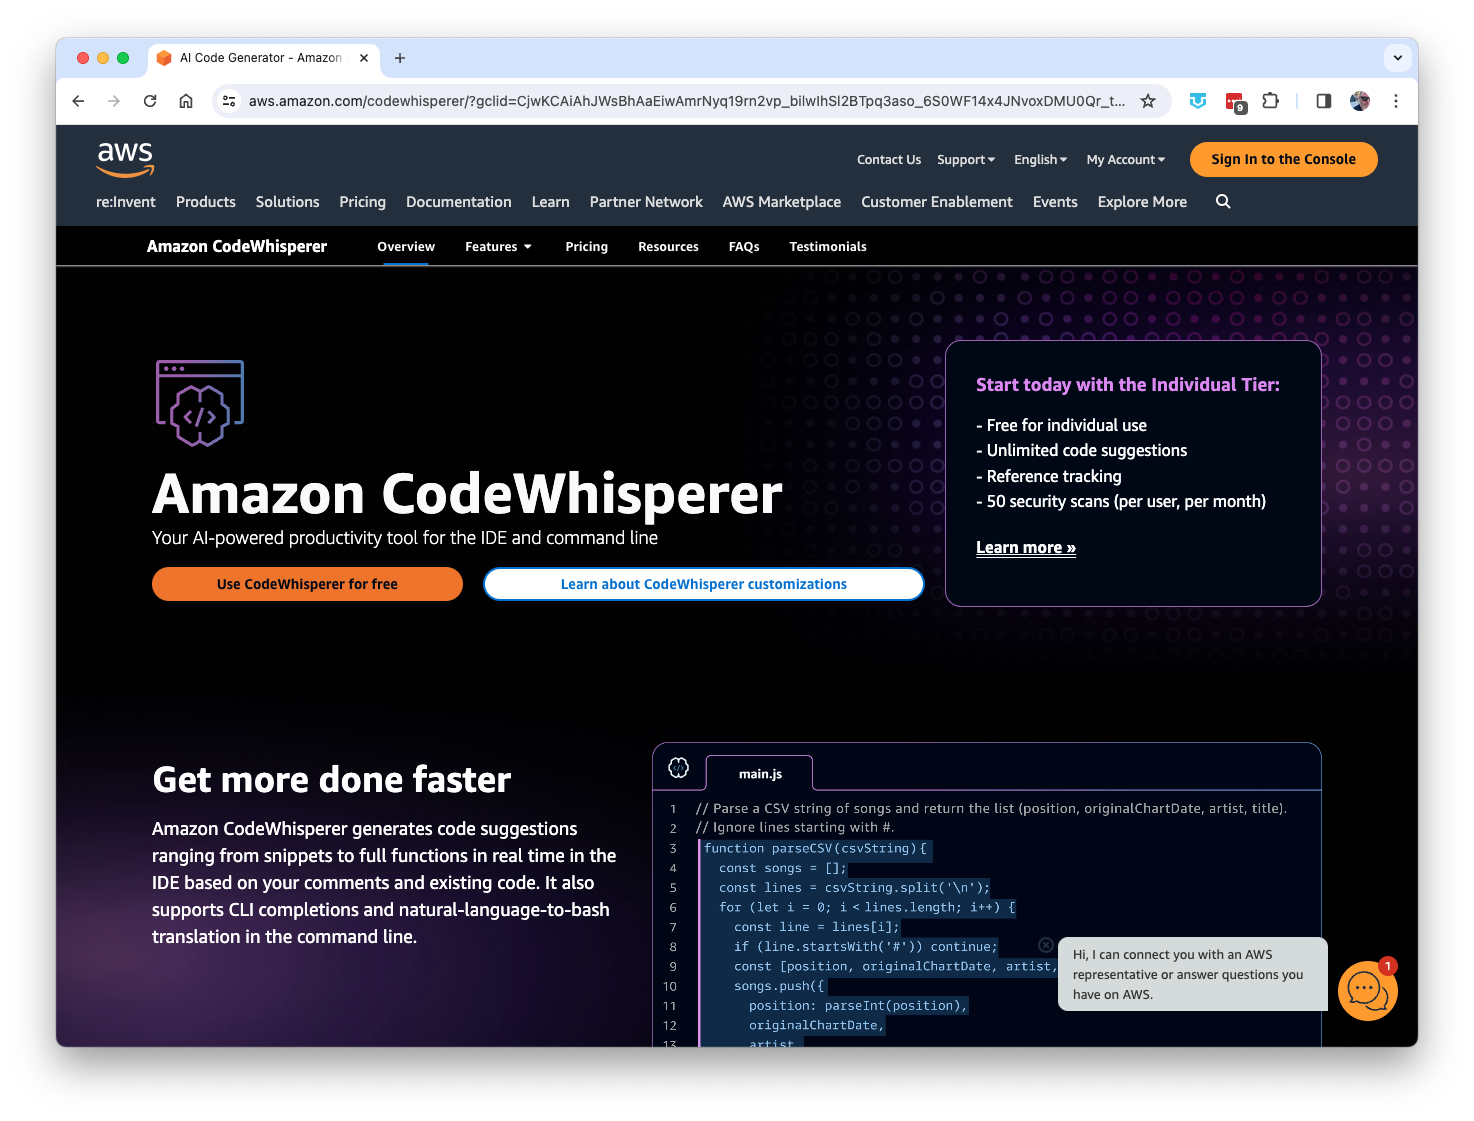 AI Code Generator - Amazon
aws.amazon.com/codewhisperer/?gclid=CjwKCAiAhJWsBhAaEiwAmrNyq19rn2vp_bilwIhSl2BTpq3aso_6S0WF14x4JNvoxDMU0Qr_t...
9
aws
Contact Us Support English My Account Sign In to the Console
re:Invent Products Solutions Pricing Documentation Learn Partner Network AWS Marketplace Customer Enablement Events Explore More
Amazon CodeWhisperer Overview Features Pricing Resources FAQs Testimonials
Amazon CodeWhisperer
Your AI-powered productivity tool for the IDE and command line
Use CodeWhisperer for free Learn about CodeWhisperer customizations
Start today with the Individual Tier:
- Free for individual use
- Unlimited code suggestions
- Reference tracking
- 50 security scans (per user, per month)
Learn more »
Get more done faster
Amazon CodeWhisperer generates code suggestions
ranging from snippets to full functions in real time in the
IDE based on your comments and existing code. It also
supports CLI completions and natural-language-to-bash
translation in the command line.
</> main.js
1 // Parse a CSV string of songs and return the list (position, originalChartDate, artist, title).
2 // Ignore lines starting with #.
3 function parseCSV(csvString){
4 const songs = [];
5 const lines = csvString.split('\n');
6 for (let i = 0; i < lines.length; i++) {
7 const line = lines[i];
8 if (line.startsWith('#')) continue;
9 const [position, originalChartDate, artist,
10 songs.push({
11 position: parseInt(position),
12 originalChartDate,
13 artist
Hi, I can connect you with an AWS
representative or answer questions you
have on AWS.
1